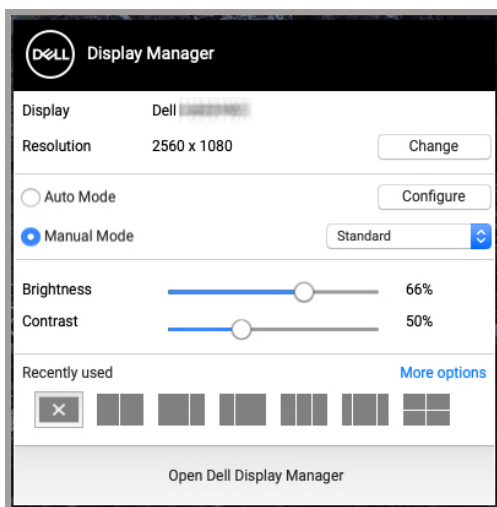 DELL Display Manager
Display Dell
Resolution 2560 x 1080 Change
Auto Mode Configure
Manual Mode Standard
Brightness 66%
Contrast 50%
Recently used More options
Open Dell Display Manager